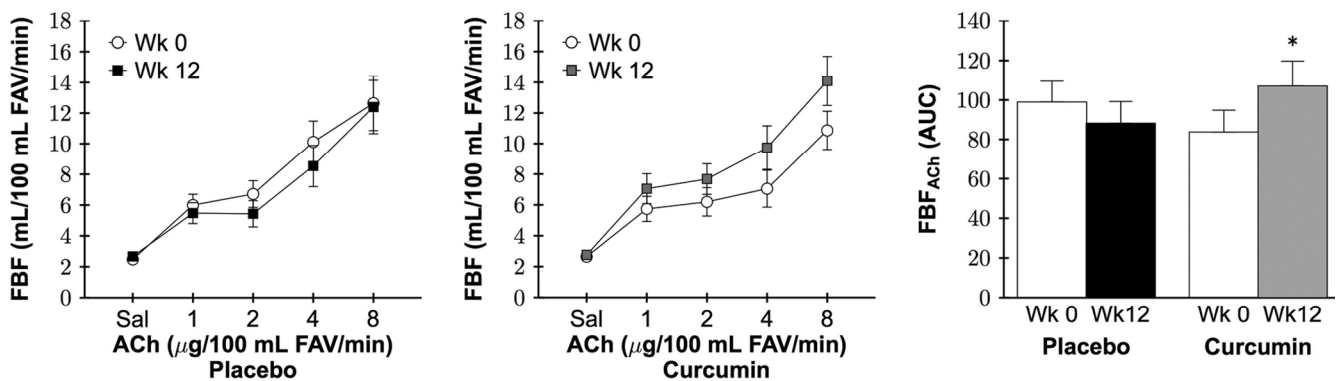 FBF (mL/100 mL FAV/min)
18
16
14
12
10
8
6
4
2
0
Wk 0
Wk 12
Sal 1 2 4 8
ACh (μg/100 mL FAV/min)
Placebo
FBF (mL/100 mL FAV/min)
18
16
14
12
10
8
6
4
2
0
Wk 0
Wk 12
Sal 1 2 4 8
ACh (μg/100 mL FAV/min)
Curcumin
FBF_ACh (AUC)
140
120
100
80
60
40
20
0
*
Wk 0 Wk12 Wk 0 Wk12
Placebo Curcumin